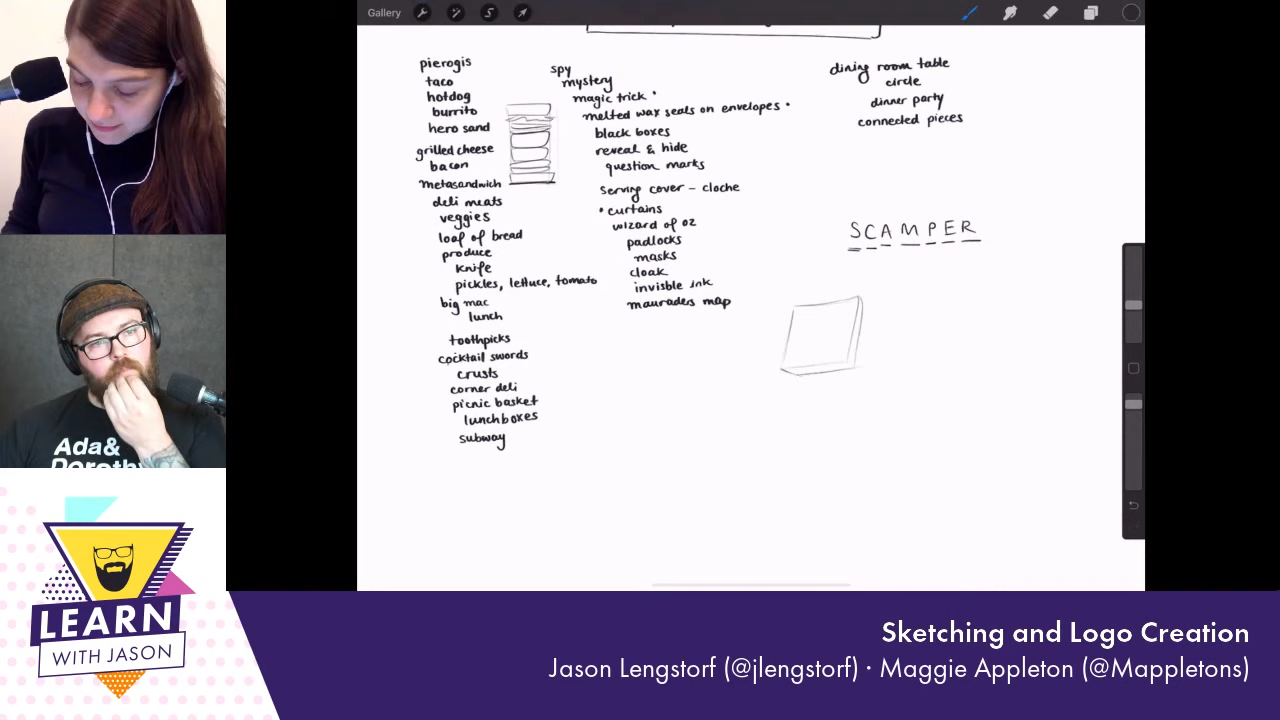 Gallery
pierogis
taco
hotdog
burrito
hero sand
grilled cheese
bacon
metasandwich
deli meats
veggies
loaf of bread
produce
knife
pickles, lettuce, tomato
big mac
lunch
toothpicks
cocktail swords
crusts
corner deli
picnic basket
lunchboxes
subway
spy
mystery
magic trick •
melted wax seals on envelopes •
black boxes
reveal & hide
question marks
serving cover – cloche
• curtains
wizard of oz
padlocks
masks
cloak
invisble ink
mauraders map
dining room table
circle
dinner party
connected pieces
SCAMPER
Ada&
Dorothy
LEARN
WITH JASON
Sketching and Logo Creation
Jason Lengstorf (@jlengstorf) · Maggie Appleton (@Mappletons)